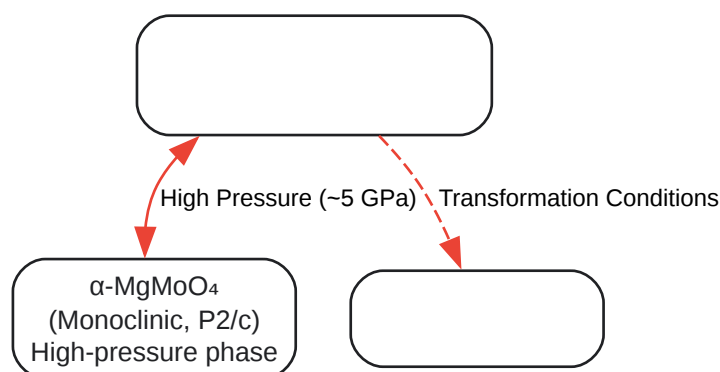 High Pressure (~5 GPa)
Transformation Conditions
α-MgMoO₄
(Monoclinic, P2/c)
High-pressure phase